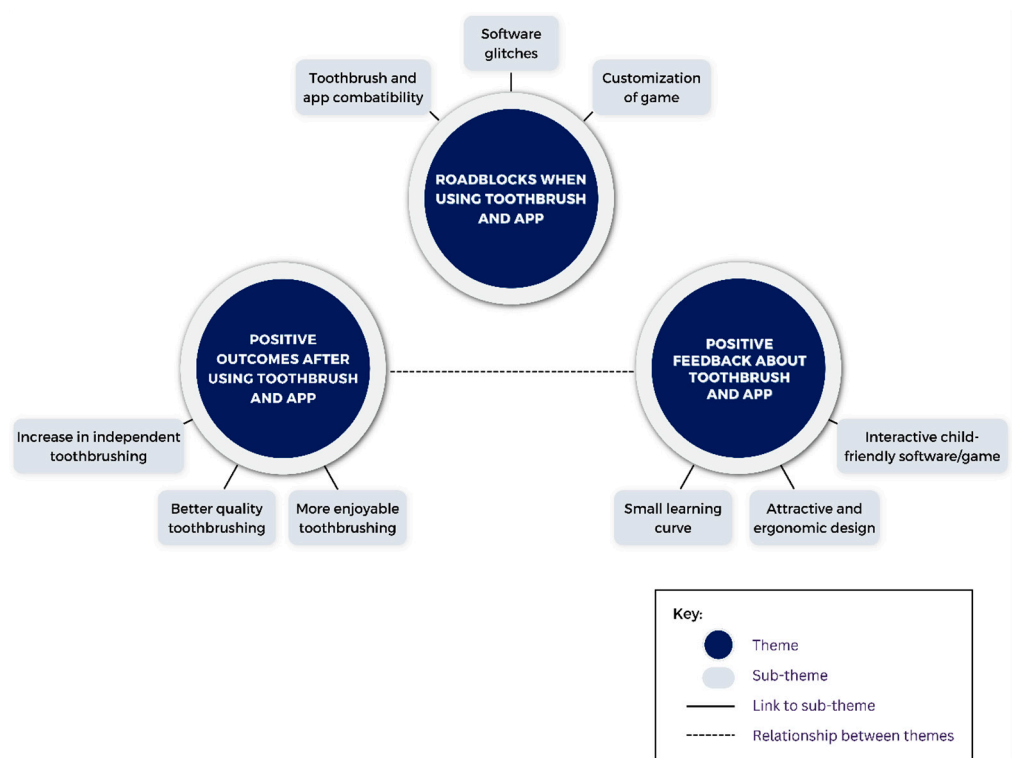 Software
glitches
Toothbrush and
app combatibility
Customization
of game
ROADBLOCKS WHEN
USING TOOTHBRUSH
AND APP
POSITIVE
OUTCOMES AFTER
USING TOOTHBRUSH
AND APP
POSITIVE
FEEDBACK ABOUT
TOOTHBRUSH
AND APP
Increase in independent
toothbrushing
Better quality
toothbrushing
More enjoyable
toothbrushing
Small learning
curve
Attractive and
ergonomic design
Interactive child-
friendly software/game
Key:
Theme
Sub-theme
Link to sub-theme
Relationship between themes